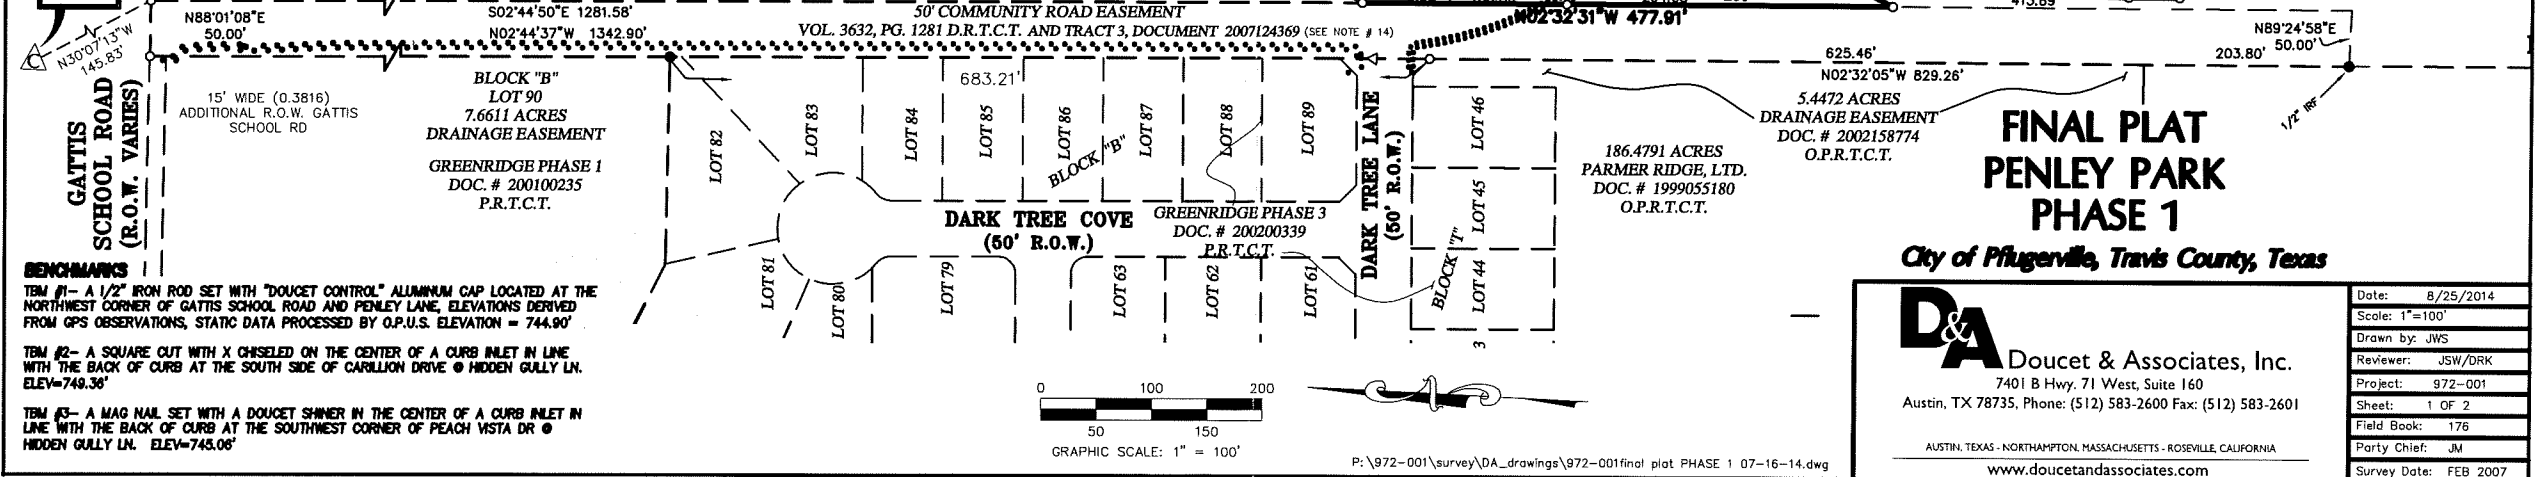 N88°01'08"E
50.00'
N30°07'13"W
145.83'
C
S02°44'50"E 1281.58'
N02°44'37"W 1342.90'
50' COMMUNITY ROAD EASEMENT
VOL. 3632, PG. 1281 D.R.T.C.T. AND TRACT 3, DOCUMENT 2007124369 (SEE NOTE # 14)
N02°32'31"W 477.91'
415.89
N89°24'58"E
50.00'
625.46'
203.80'
N02°32'05"W 829.26'
GATTIS
SCHOOL ROAD
(R.O.W. VARIES)
15' WIDE (0.3816)
ADDITIONAL R.O.W. GATTIS
SCHOOL RD
BLOCK "B"
LOT 90
7.6611 ACRES
DRAINAGE EASEMENT
GREENRIDGE PHASE 1
DOC. # 200100235
P.R.T.C.T.
683.21'
LOT 82
LOT 83
LOT 84
LOT 85
LOT 86
LOT 87
LOT 88
LOT 89
BLOCK "B"
DARK TREE LANE
(50' R.O.W.)
LOT 46
LOT 45
LOT 44
3
BLOCK "T"
5.4472 ACRES
DRAINAGE EASEMENT
DOC. # 2002158774
O.P.R.T.C.T.
186.4791 ACRES
PARMER RIDGE, LTD.
DOC. # 1999055180
O.P.R.T.C.T.
1/2" IRF
DARK TREE COVE
(50' R.O.W.)
GREENRIDGE PHASE 3
DOC. # 200200339
P.R.T.C.T.
LOT 81
LOT 80
LOT 79
LOT 63
LOT 62
LOT 61
FINAL PLAT
PENLEY PARK
PHASE 1
City of Pflugerville, Travis County, Texas
BENCHMARKS
TBM #1- A 1/2" IRON ROD SET WITH "DOUCET CONTROL" ALUMINUM CAP LOCATED AT THE
NORTHWEST CORNER OF GATTIS SCHOOL ROAD AND PENLEY LANE, ELEVATIONS DERIVED
FROM GPS OBSERVATIONS, STATIC DATA PROCESSED BY O.P.U.S. ELEVATION = 744.90'
TBM #2- A SQUARE CUT WITH X CHISELED ON THE CENTER OF A CURB INLET IN LINE
WITH THE BACK OF CURB AT THE SOUTH SIDE OF CARILLION DRIVE @ HIDDEN GULLY LN.
ELEV=749.36'
TBM #3- A MAG NAIL SET WITH A DOUCET SHINER IN THE CENTER OF A CURB INLET IN
LINE WITH THE BACK OF CURB AT THE SOUTHWEST CORNER OF PEACH VISTA DR @
HIDDEN GULLY LN. ELEV=745.06'
0 100 200
50 150
GRAPHIC SCALE: 1" = 100'
P:\972-001\survey\DA_drawings\972-001final plat PHASE 1 07-16-14.dwg
D&A
Doucet & Associates, Inc.
7401 B Hwy. 71 West, Suite 160
Austin, TX 78735, Phone: (512) 583-2600 Fax: (512) 583-2601
AUSTIN, TEXAS - NORTHAMPTON, MASSACHUSETTS - ROSEVILLE, CALIFORNIA
www.doucetandassociates.com
Date: 8/25/2014
Scale: 1"=100'
Drawn by: JWS
Reviewer: JSW/DRK
Project: 972-001
Sheet: 1 OF 2
Field Book: 176
Party Chief: JM
Survey Date: FEB 2007